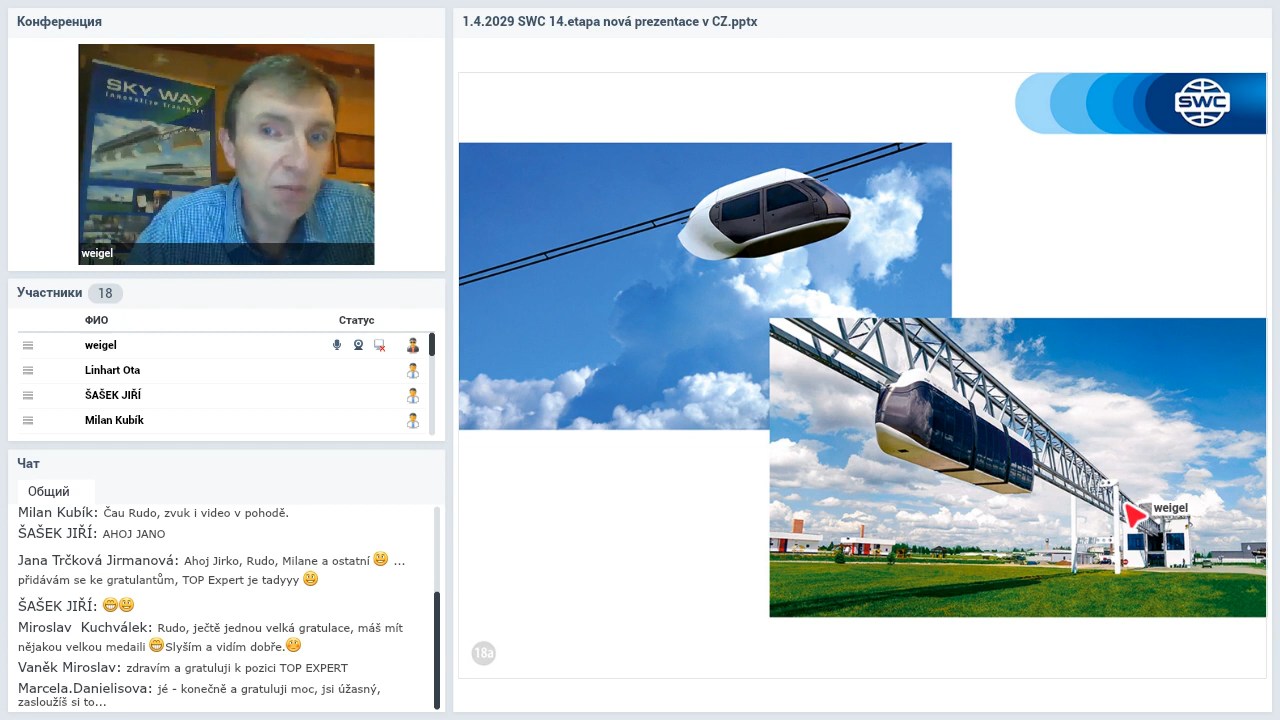 Конференция
SKY WAY
Innovative Transport
weigel
Участники 18
ФИО Статус
weigel
Linhart Ota
ŠAŠEK JIŘÍ
Milan Kubík
Чат
Общий
Milan Kubík: Čau Rudo, zvuk i video v pohodě.
ŠAŠEK JIŘÍ: AHOJ JANO
Jana Trčková Jirmanová: Ahoj Jirko, Rudo, Milane a ostatní ...
přidávám se ke gratulantům, TOP Expert je tadyyy
ŠAŠEK JIŘÍ:
Miroslav Kuchválek: Rudo, ječtě jednou velká gratulace, máš mít
nějakou velkou medaili Slyším a vidím dobře.
Vaněk Miroslav: zdravím a gratuluji k pozici TOP EXPERT
Marcela.Danielisova: jé - konečně a gratuluji moc, jsi úžasný,
zasloužíš si to...
1.4.2029 SWC 14.etapa nová prezentace v CZ.pptx
SWC
weigel
18a